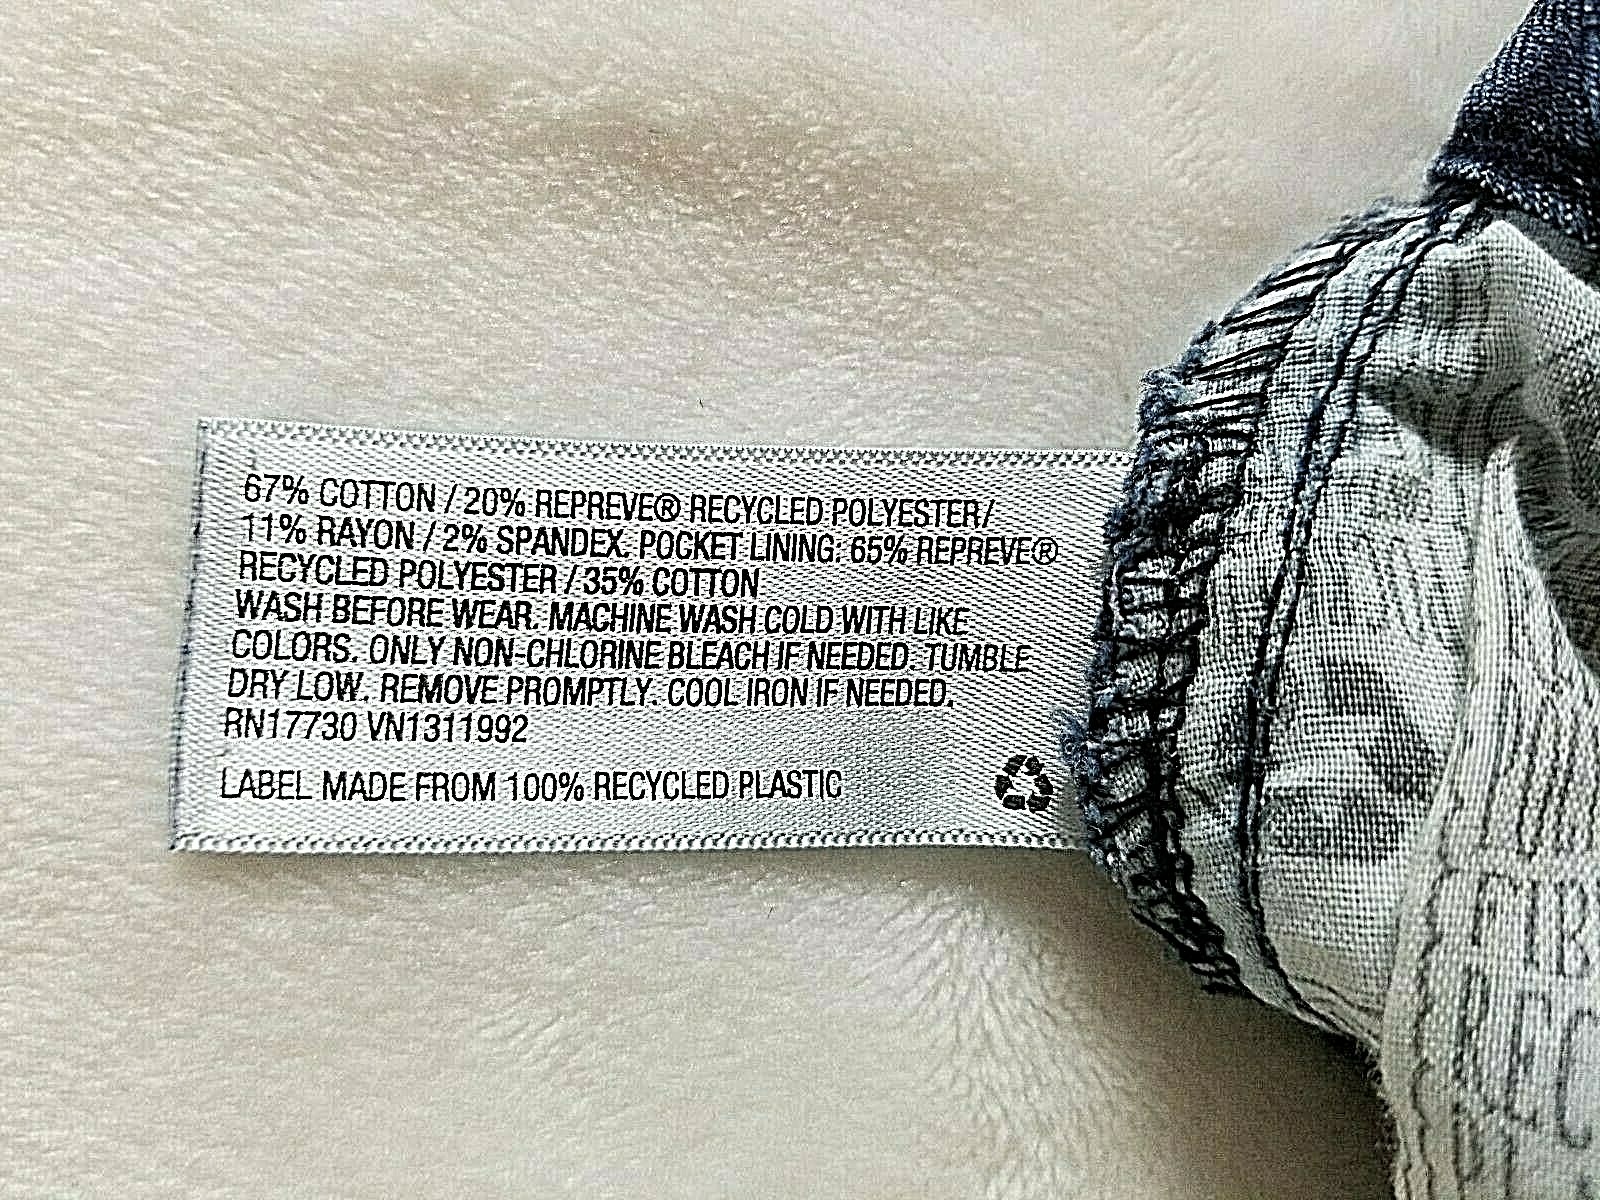 67% COTTON / 20% REPREVE® RECYCLED POLYESTER/
11% RAYON / 2% SPANDEX. POCKET LINING: 65% REPREVE®
RECYCLED POLYESTER / 35% COTTON
WASH BEFORE WEAR. MACHINE WASH COLD WITH LIKE
COLORS. ONLY NON-CHLORINE BLEACH IF NEEDED. TUMBLE
DRY LOW. REMOVE PROMPTLY. COOL IRON IF NEEDED.
RN17730 VN1311992
LABEL MADE FROM 100% RECYCLED PLASTIC